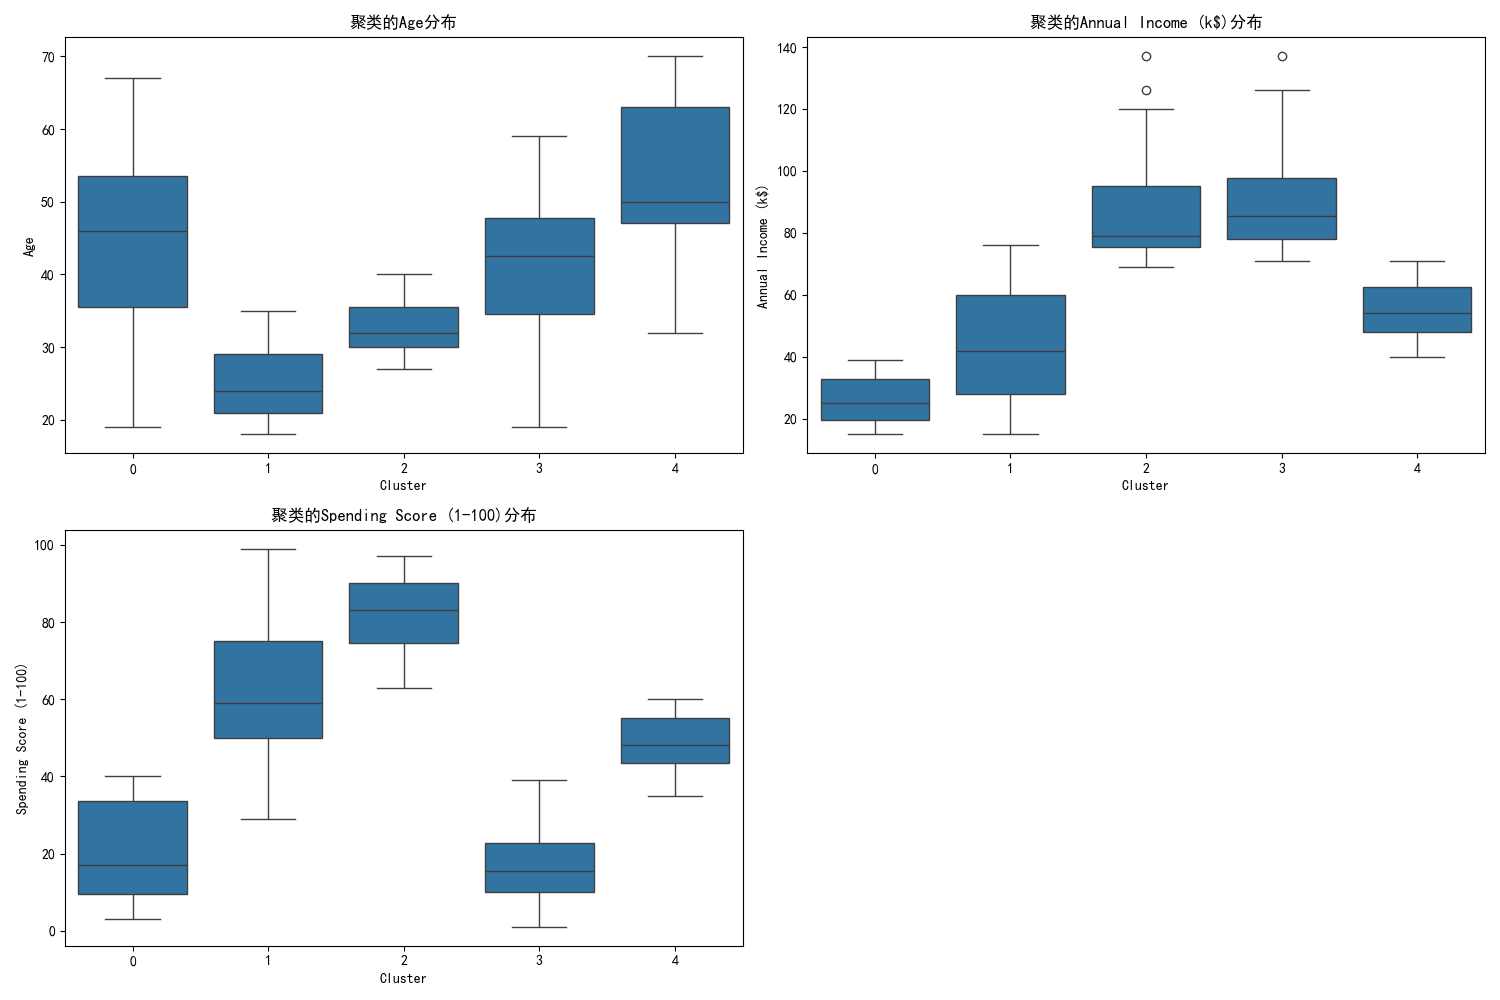 聚类的Age分布
70
60
50
40
30
20
Age
0 1 2 3 4
Cluster
聚类的Annual Income (k$)分布
140
120
100
80
60
40
20
Annual Income (k$)
0 1 2 3 4
Cluster
聚类的Spending Score (1-100)分布
100
80
60
40
20
0
Spending Score (1-100)
0 1 2 3 4
Cluster